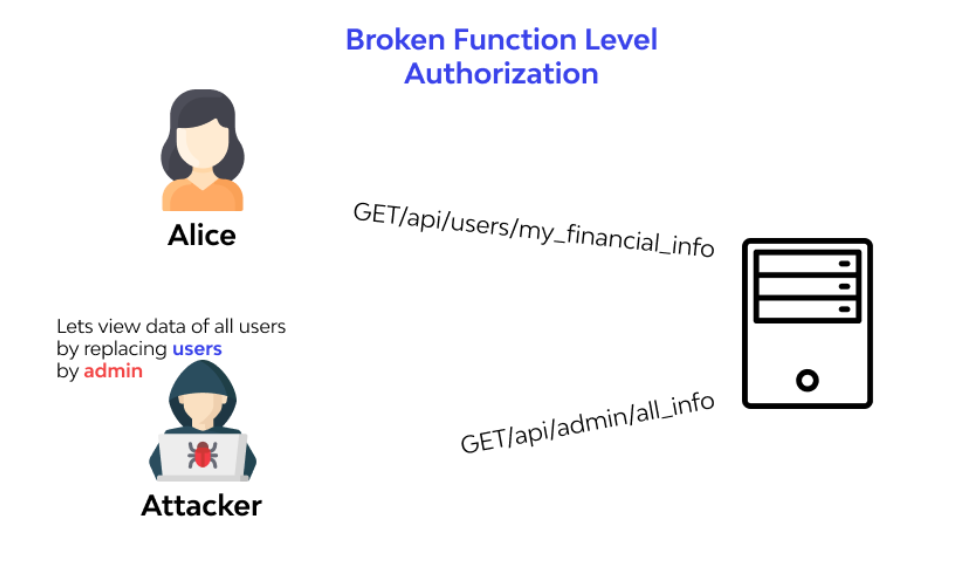 Broken Function Level
Authorization
Alice
GET/api/users/my_financial_info
Lets view data of all users
by replacing users
by admin
GET/api/admin/all_info
Attacker